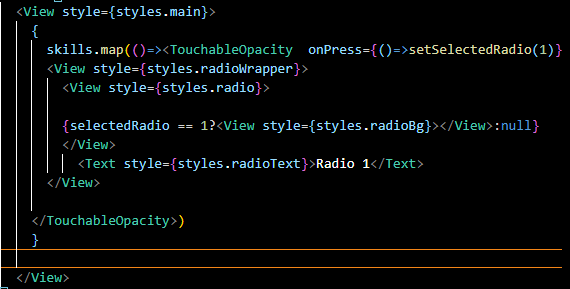 <View style={styles.main}>
{
skills.map(()=><TouchableOpacity onPress={()=>setSelectedRadio(1)}
<View style={styles.radioWrapper}>
<View style={styles.radio}>
{selectedRadio == 1?<View style={styles.radioBg}></View>:null}
</View>
<Text style={styles.radioText}>Radio 1</Text>
</View>
</TouchableOpacity>)
}
</View>